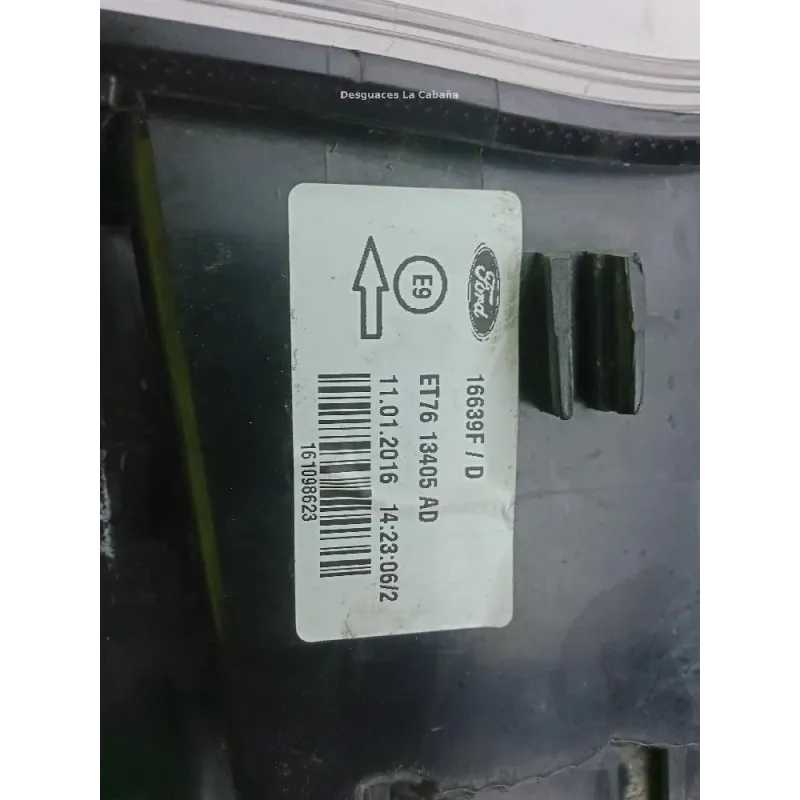 Desguaces La Cabaña
Ford
16639F / D
E9
ET76 13405 AD
11.01.2016 14:23:06/2
161098623